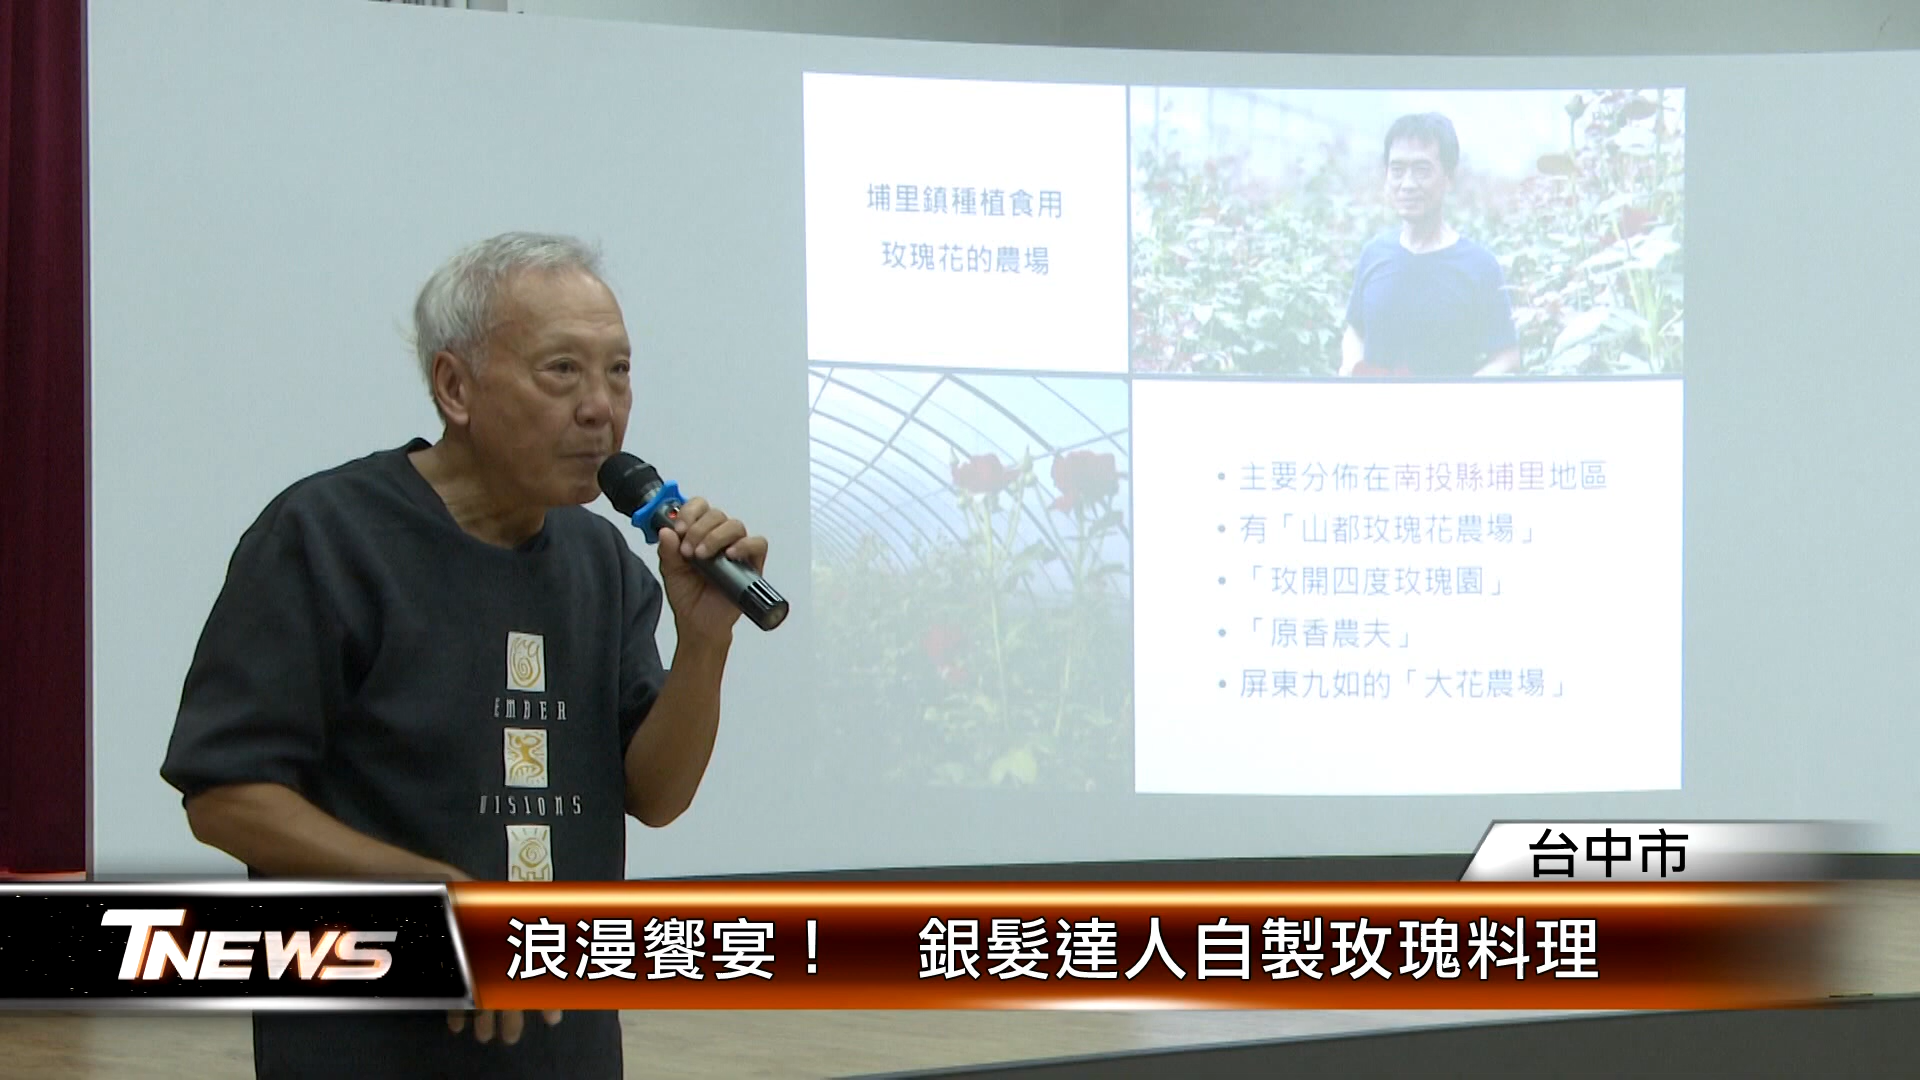 埔里鎮種植食用
玫瑰花的農場
• 主要分佈在南投縣埔里地區
• 有「山都玫瑰花農場」
• 「玫開四度玫瑰園」
• 「原香農夫」
• 屏東九如的「大花農場」
EMBER
VISIONS
台中市
TNEWS
浪漫饗宴！ 銀髮達人自製玫瑰料理